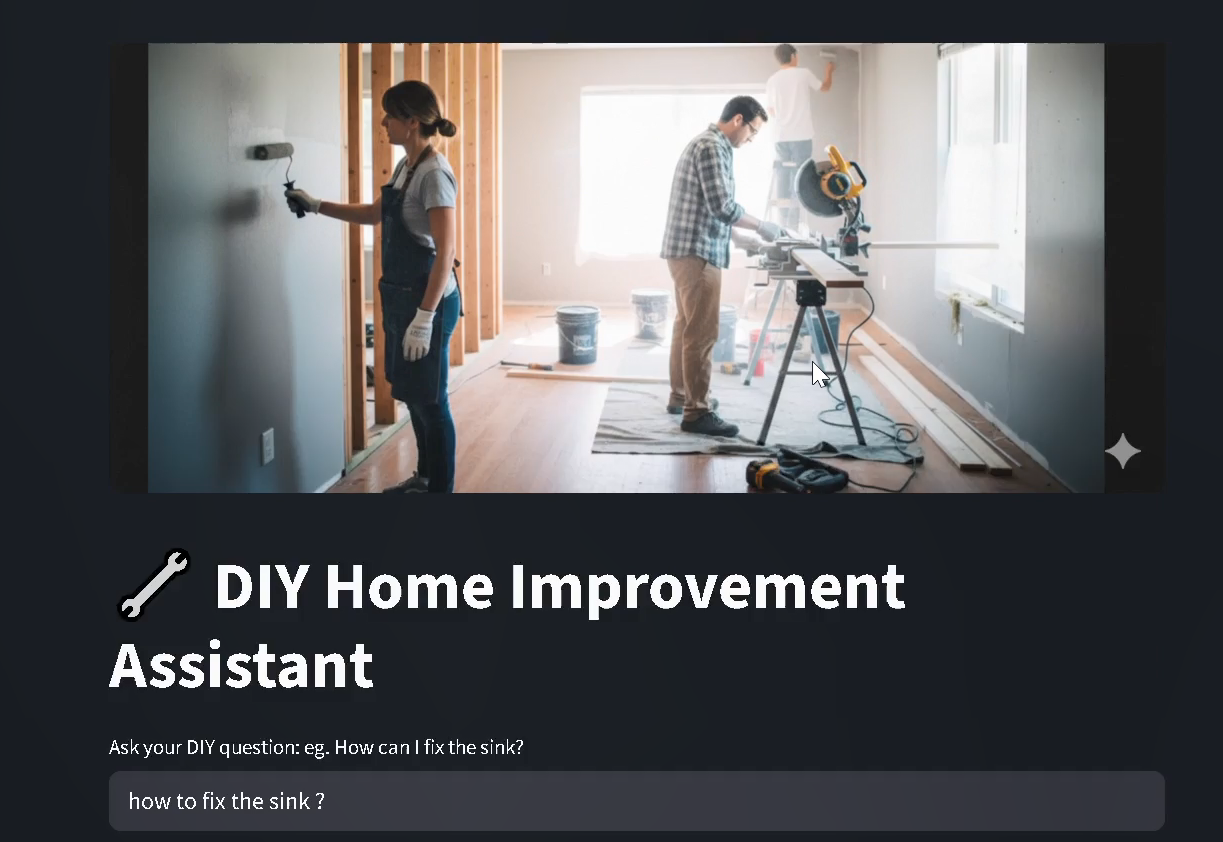 DIY Home Improvement
Assistant
Ask your DIY question: eg. How can I fix the sink?
how to fix the sink ?